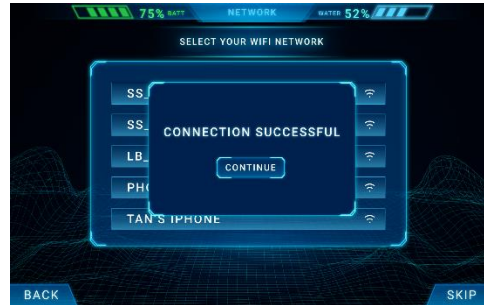 75% BATT NETWORK WATER 52%
SELECT YOUR WIFI NETWORK
SS_
SS_
CONNECTION SUCCESSFUL
LB_
CONTINUE
PHO
TAN'S IPHONE
BACK SKIP